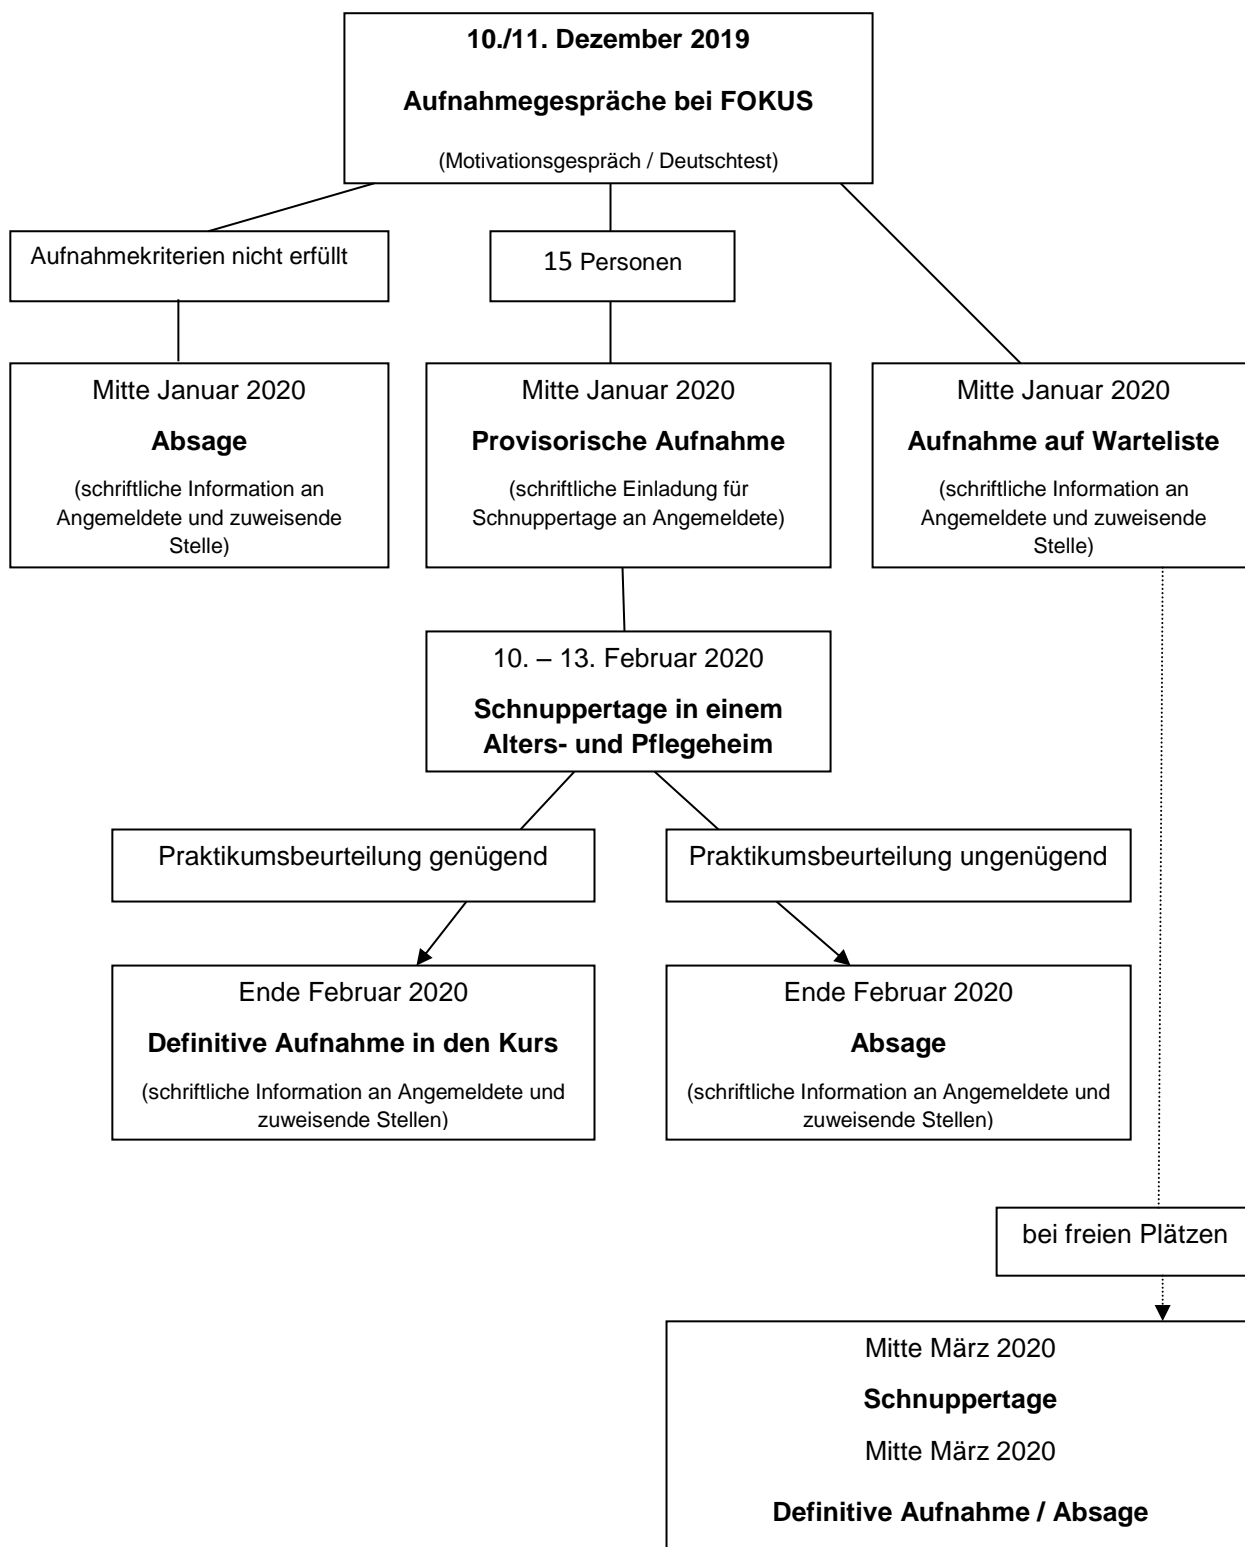 10./11. Dezember 2019
Aufnahmegespräche bei FOKUS
(Motivationsgespräch / Deutschtest)
Aufnahmekriterien nicht erfüllt
15 Personen
Mitte Januar 2020
Absage
(schriftliche Information an
Angemeldete und zuweisende
Stelle)
Mitte Januar 2020
Provisorische Aufnahme
(schriftliche Einladung für
Schnuppertage an Angemeldete)
Mitte Januar 2020
Aufnahme auf Warteliste
(schriftliche Information an
Angemeldete und zuweisende
Stelle)
10. – 13. Februar 2020
Schnuppertage in einem
Alters- und Pflegeheim
Praktikumsbeurteilung genügend
Praktikumsbeurteilung ungenügend
Ende Februar 2020
Definitive Aufnahme in den Kurs
(schriftliche Information an Angemeldete und
zuweisende Stellen)
Ende Februar 2020
Absage
(schriftliche Information an Angemeldete und
zuweisende Stellen)
bei freien Plätzen
Mitte März 2020
Schnuppertage
Mitte März 2020
Definitive Aufnahme / Absage